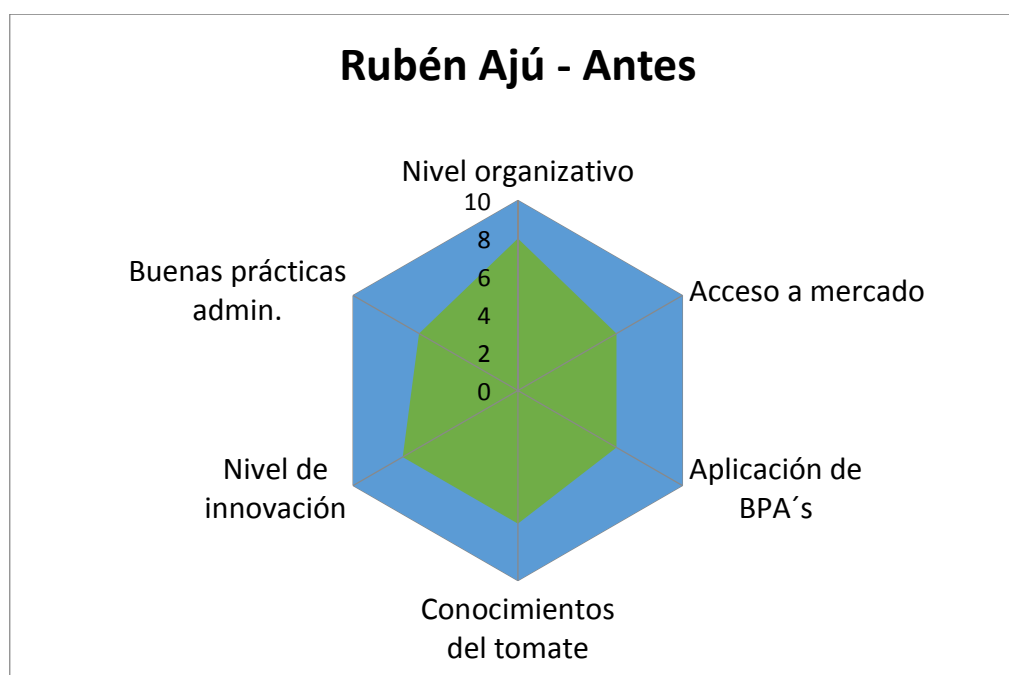 Rubén Ajú - Antes
Nivel organizativo
10
8
6
4
2
0
Acceso a mercado
Aplicación de
BPA´s
Conocimientos
del tomate
Nivel de
innovación
Buenas prácticas
admin.